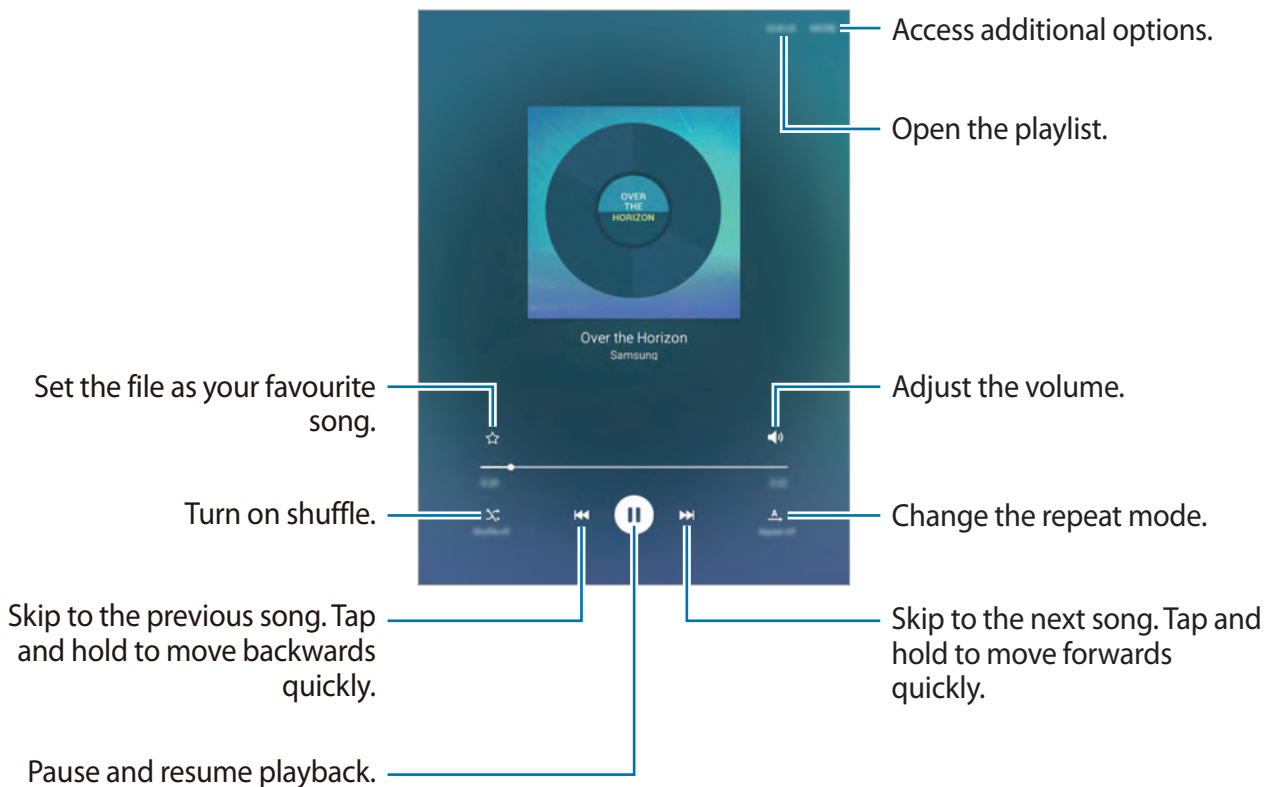 Access additional options.
Open the playlist.
OVER
THE
HORIZON
Over the Horizon
Samsung
Set the file as your favourite
song.
Adjust the volume.
Turn on shuffle.
Change the repeat mode.
Skip to the previous song. Tap
and hold to move backwards
quickly.
Skip to the next song. Tap and
hold to move forwards
quickly.
Pause and resume playback.